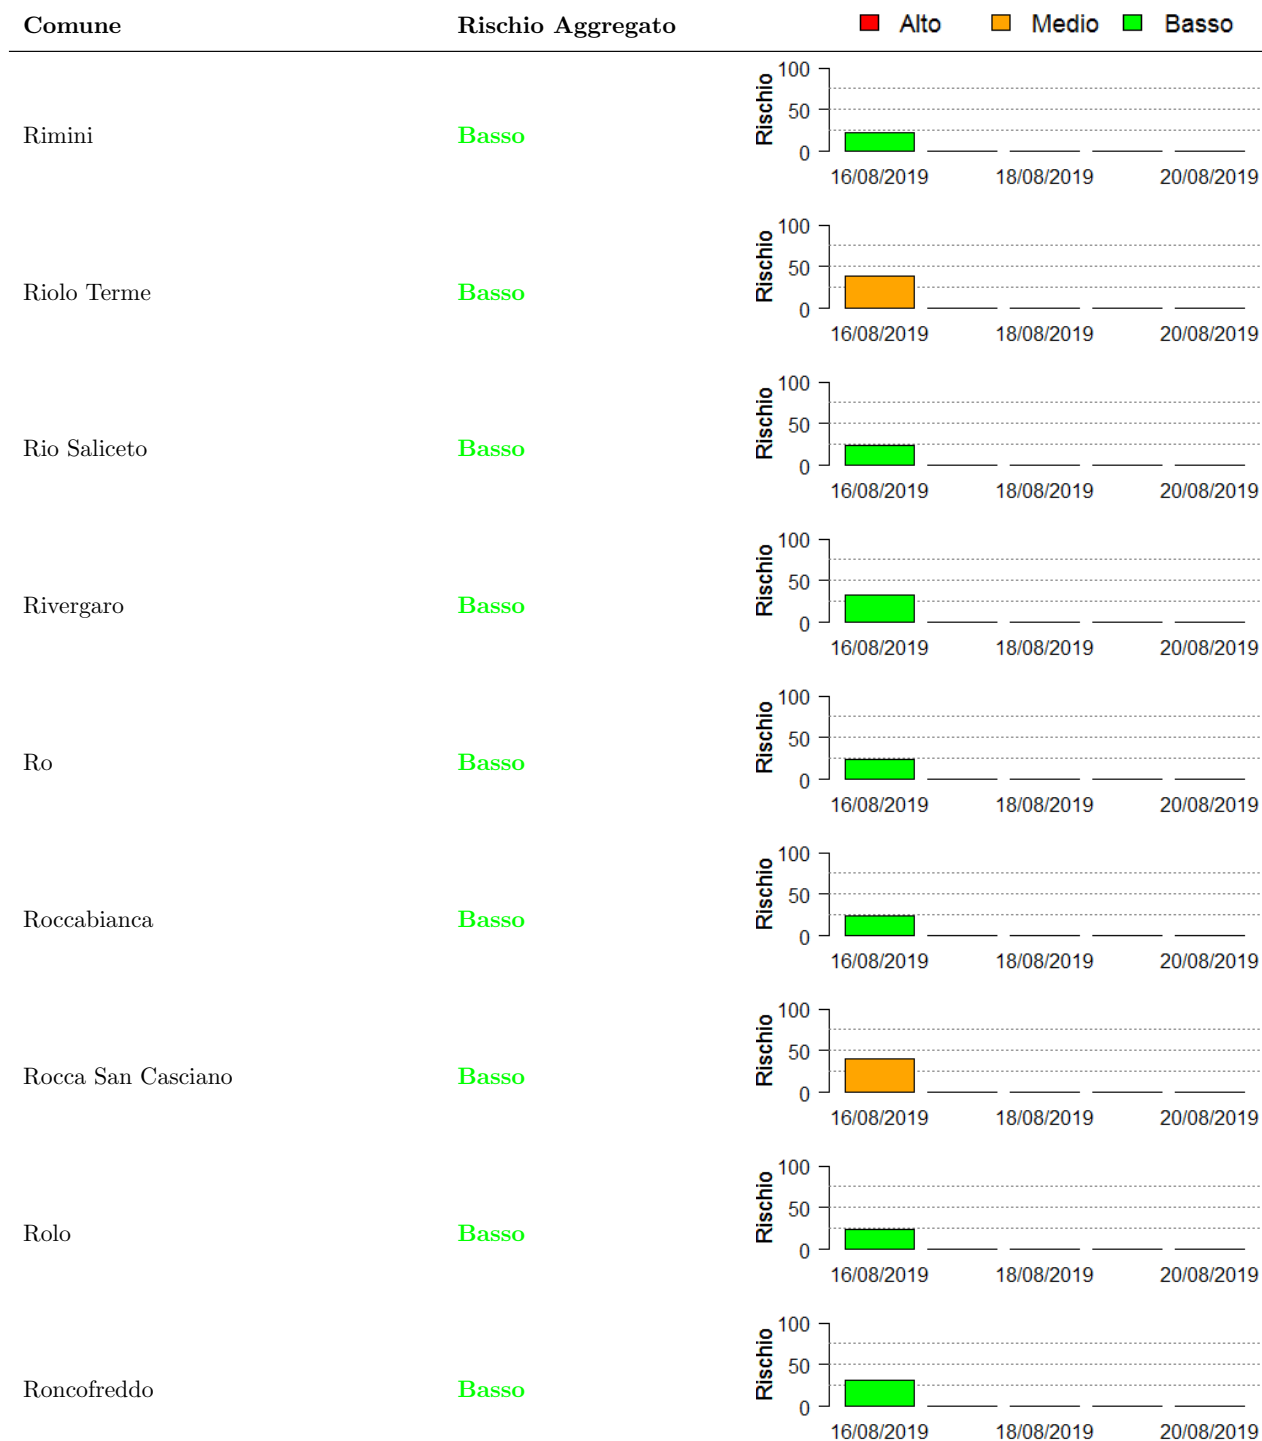 Comune Rischio Aggregato Alto Medio Basso
100
50
0
Rischio
Rimini Basso
16/08/2019 18/08/2019 20/08/2019
100
50
0
Rischio
Riolo Terme Basso
16/08/2019 18/08/2019 20/08/2019
100
50
0
Rischio
Rio Saliceto Basso
16/08/2019 18/08/2019 20/08/2019
100
50
0
Rischio
Rivergaro Basso
16/08/2019 18/08/2019 20/08/2019
100
50
0
Rischio
Ro Basso
16/08/2019 18/08/2019 20/08/2019
100
50
0
Rischio
Roccabianca Basso
16/08/2019 18/08/2019 20/08/2019
100
50
0
Rischio
Rocca San Casciano Basso
16/08/2019 18/08/2019 20/08/2019
100
50
0
Rischio
Rolo Basso
16/08/2019 18/08/2019 20/08/2019
100
50
0
Rischio
Roncofreddo Basso
16/08/2019 18/08/2019 20/08/2019